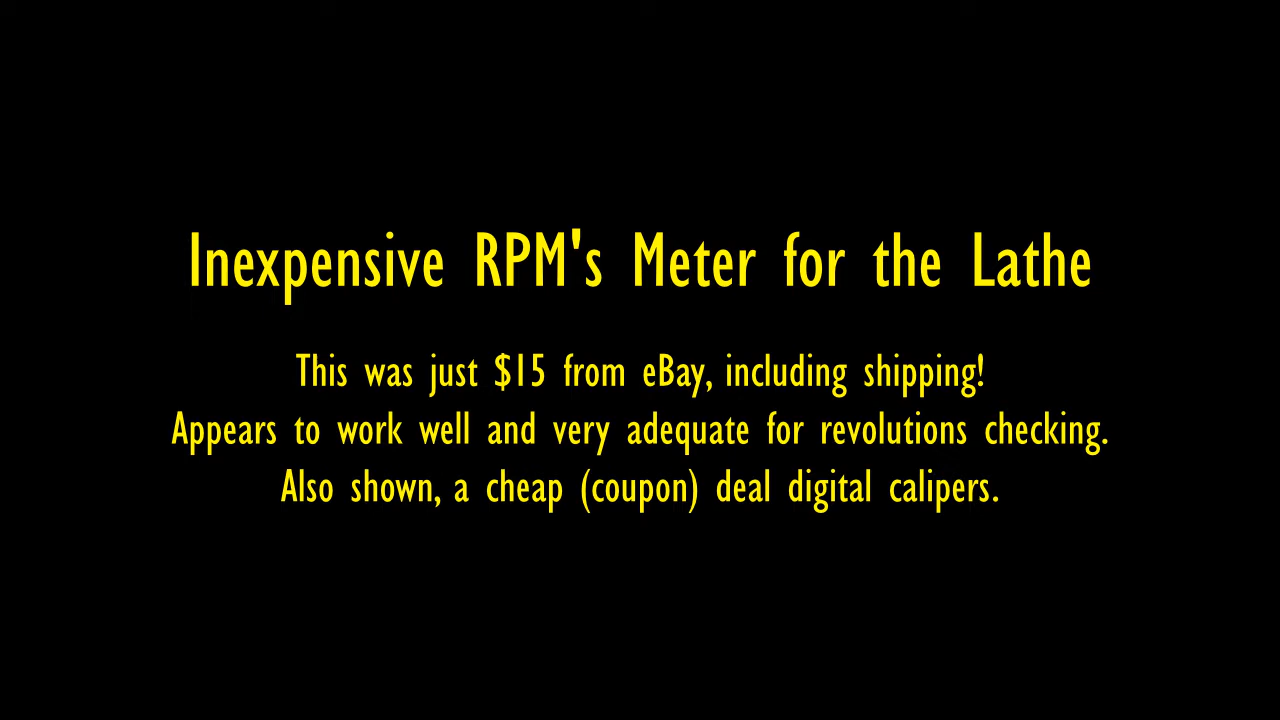 Inexpensive RPM's Meter for the Lathe
This was just $15 from eBay, including shipping!
Appears to work well and very adequate for revolutions checking.
Also shown, a cheap (coupon) deal digital calipers.